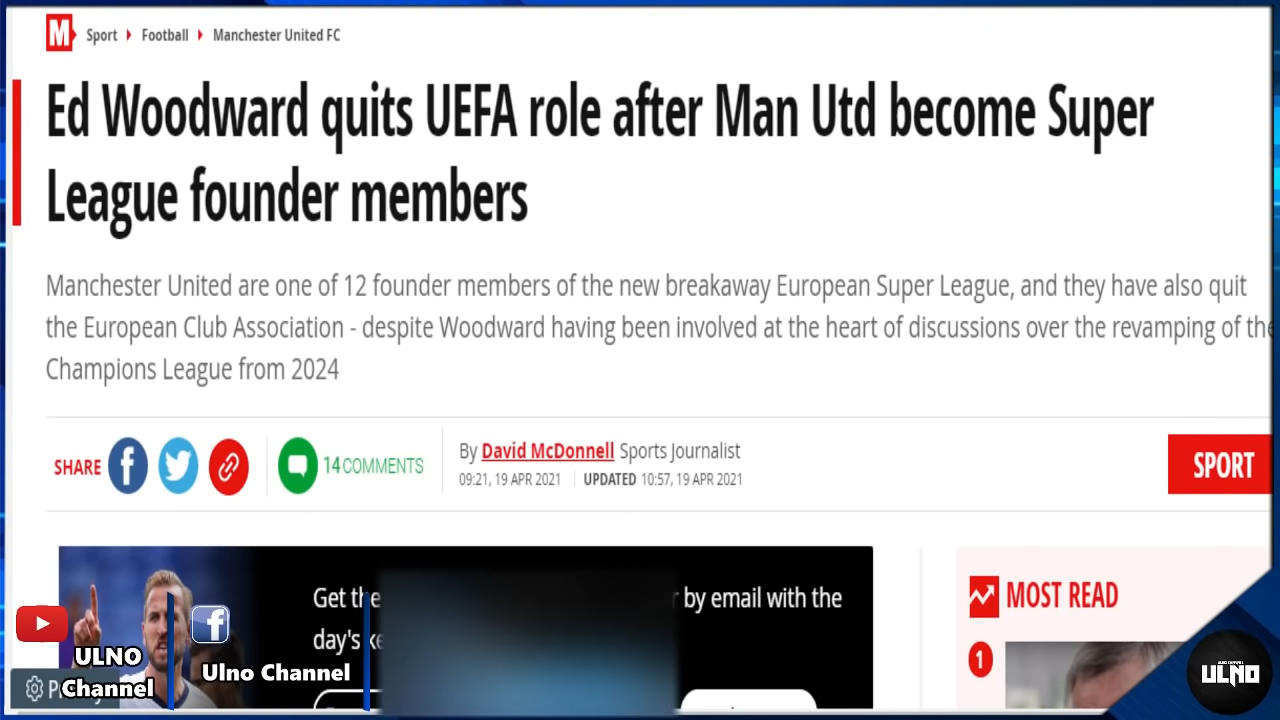 M Sport Football Manchester United FC
Ed Woodward quits UEFA role after Man Utd become Super
League founder members
Manchester United are one of 12 founder members of the new breakaway European Super League, and they have also quit
the European Club Association - despite Woodward having been involved at the heart of discussions over the revamping of the
Champions League from 2024
SHARE 14 COMMENTS
By David McDonnell Sports Journalist
09:21, 19 APR 2021 UPDATED 10:57, 19 APR 2021
SPORT
Get the by email with the
day's
MOST READ
1
ULNO
Channel
Ulno Channel
ULNO